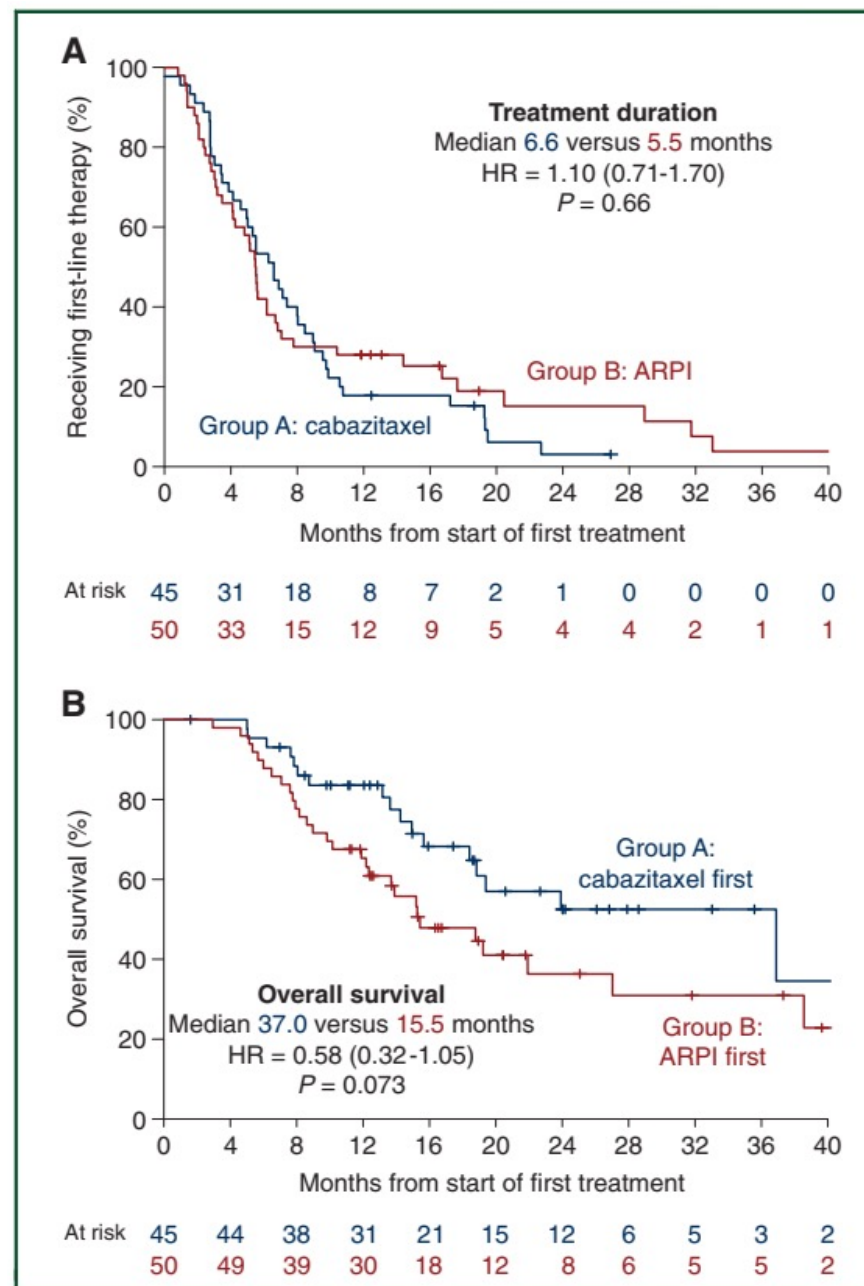 A
Receiving first-line therapy (%)
100
80
60
40
20
0
Treatment duration
Median 6.6 versus 5.5 months
HR = 1.10 (0.71-1.70)
P = 0.66
Group B: ARPI
Group A: cabazitaxel
0 4 8 12 16 20 24 28 32 36 40
Months from start of first treatment
At risk 45 31 18 8 7 2 1 0 0 0 0
50 33 15 12 9 5 4 4 2 1 1
B
Overall survival (%)
100
80
60
40
20
0
Group A:
cabazitaxel first
Overall survival
Median 37.0 versus 15.5 months
HR = 0.58 (0.32-1.05)
P = 0.073
Group B:
ARPI first
0 4 8 12 16 20 24 28 32 36 40
Months from start of first treatment
At risk 45 44 38 31 21 15 12 6 5 3 2
50 49 39 30 18 12 8 6 5 5 2